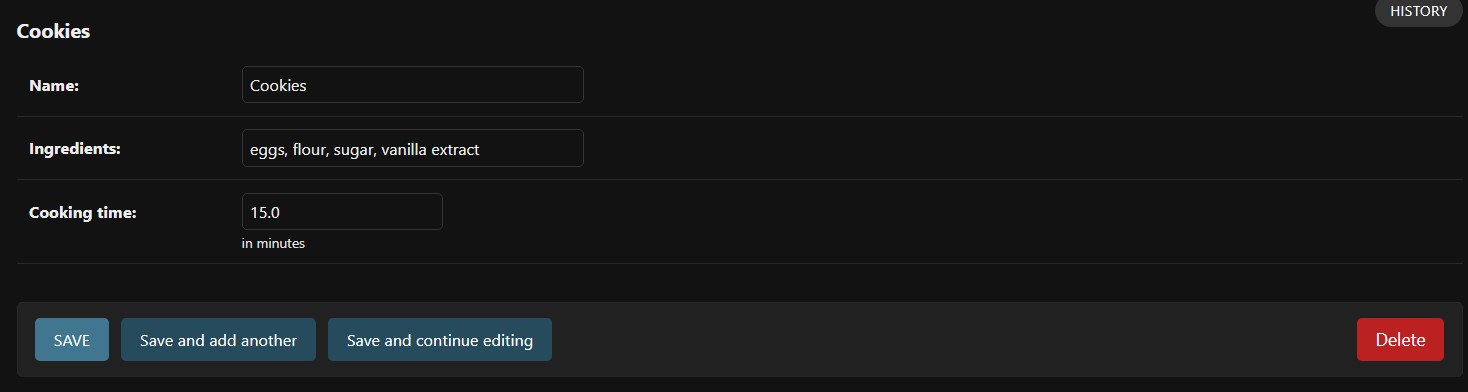 HISTORY
Cookies
Name: Cookies
Ingredients: eggs, flour, sugar, vanilla extract
Cooking time: 15.0
in minutes
SAVE Save and add another Save and continue editing Delete